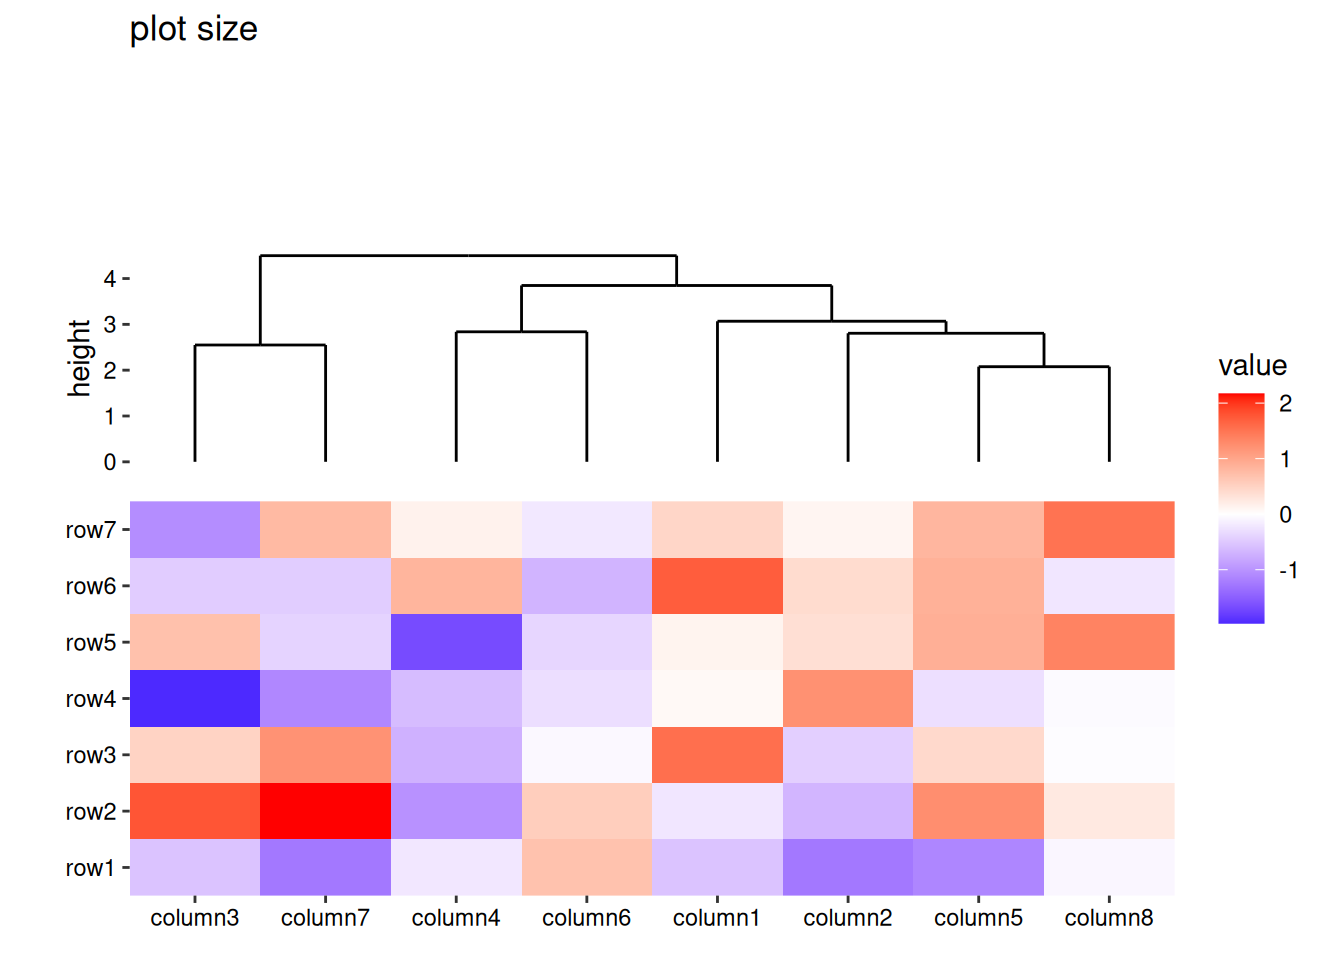 plot size
height
4
3
2
1
0
value
2
1
0
-1
row7
row6
row5
row4
row3
row2
row1
column3 column7 column4 column6 column1 column2 column5 column8